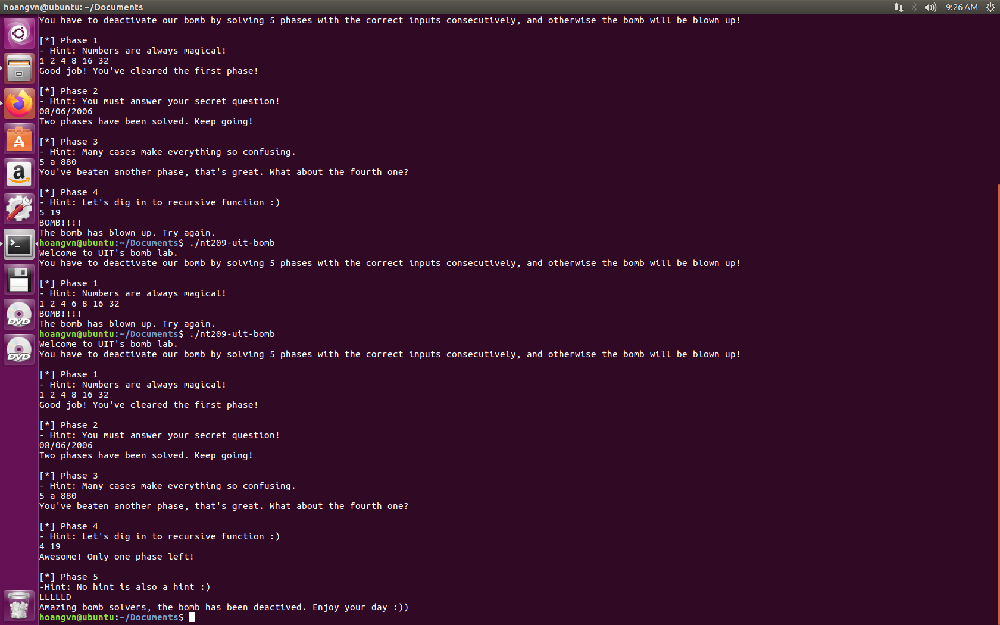 hoangvn@ubuntu: ~/Documents
9:26 AM
You have to deactivate our bomb by solving 5 phases with the correct inputs consecutively, and otherwise the bomb will be blown up!
[*] Phase 1
- Hint: Numbers are always magical!
1 2 4 8 16 32
Good job! You've cleared the first phase!
[*] Phase 2
- Hint: You must answer your secret question!
08/06/2006
Two phases have been solved. Keep going!
[*] Phase 3
- Hint: Many cases make everything so confusing.
5 a 880
You've beaten another phase, that's great. What about the fourth one?
[*] Phase 4
- Hint: Let's dig in to recursive function :)
5 19
BOMB!!!!
The bomb has blown up. Try again.
hoangvn@ubuntu:~/Documents$ ./nt209-uit-bomb
Welcome to UIT's bomb lab.
You have to deactivate our bomb by solving 5 phases with the correct inputs consecutively, and otherwise the bomb will be blown up!
[*] Phase 1
- Hint: Numbers are always magical!
1 2 4 6 8 16 32
BOMB!!!!
The bomb has blown up. Try again.
hoangvn@ubuntu:~/Documents$ ./nt209-uit-bomb
Welcome to UIT's bomb lab.
You have to deactivate our bomb by solving 5 phases with the correct inputs consecutively, and otherwise the bomb will be blown up!
[*] Phase 1
- Hint: Numbers are always magical!
1 2 4 8 16 32
Good job! You've cleared the first phase!
[*] Phase 2
- Hint: You must answer your secret question!
08/06/2006
Two phases have been solved. Keep going!
[*] Phase 3
- Hint: Many cases make everything so confusing.
5 a 880
You've beaten another phase, that's great. What about the fourth one?
[*] Phase 4
- Hint: Let's dig in to recursive function :)
4 19
Awesome! Only one phase left!
[*] Phase 5
-Hint: No hint is also a hint :)
LLLLLD
Amazing bomb solvers, the bomb has been deactived. Enjoy your day :))
hoangvn@ubuntu:~/Documents$
DVD
DVD